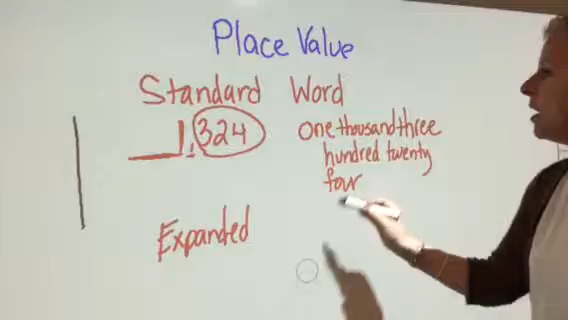 Place Value
Standard Word
1,324 one thousand three
hundred twenty
four
Expanded